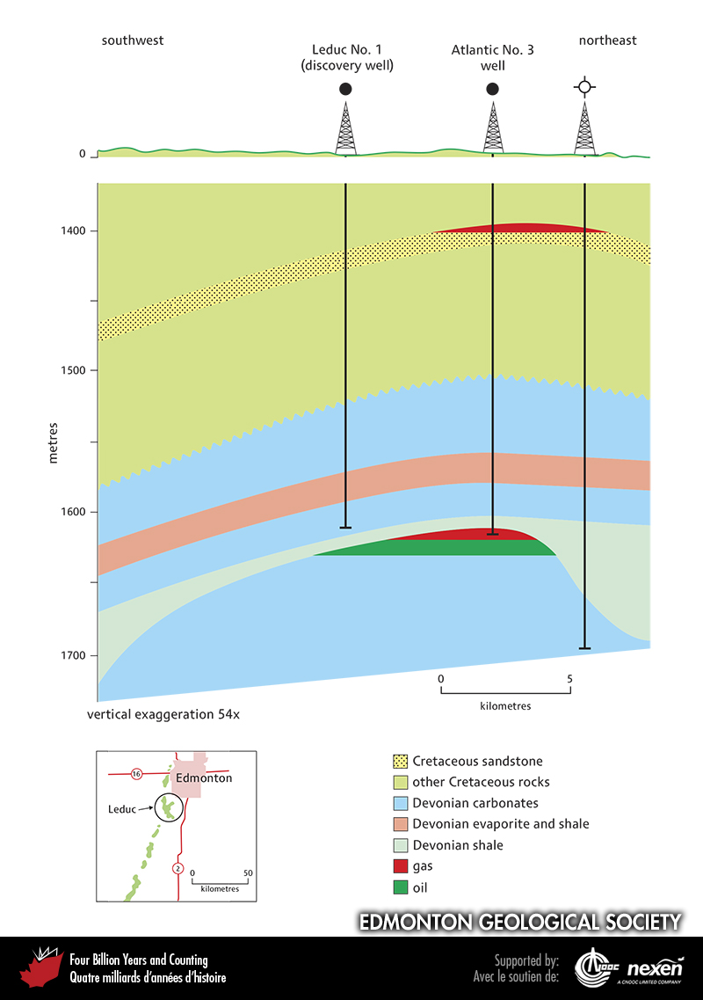 southwest
northeast
Leduc No. 1
(discovery well)
Atlantic No. 3
well
0
1400
1500
metres
1600
1700
0
5
kilometres
vertical exaggeration 54x
16
Edmonton
Leduc
2
0
50
kilometres
Cretaceous sandstone
other Cretaceous rocks
Devonian carbonates
Devonian evaporite and shale
Devonian shale
gas
oil
EDMONTON GEOLOGICAL SOCIETY
Four Billion Years and Counting
Quatre milliards d'années d'histoire
Supported by:
Avec le soutien de:
CNOOC
nexen
A CNOOC LIMITED COMPANY